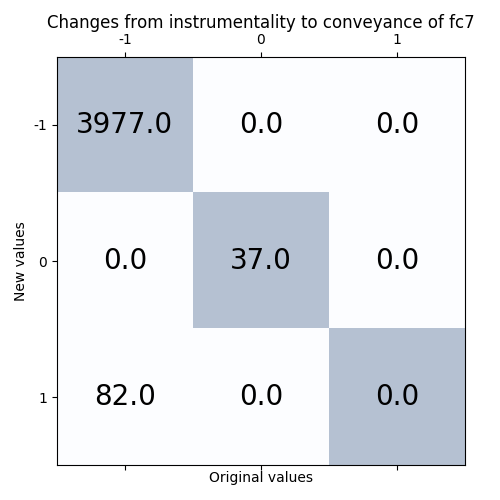 Changes from instrumentality to conveyance of fc7
-1 0 1
-1 3977.0 0.0 0.0
New values
0 0.0 37.0 0.0
1 82.0 0.0 0.0
Original values